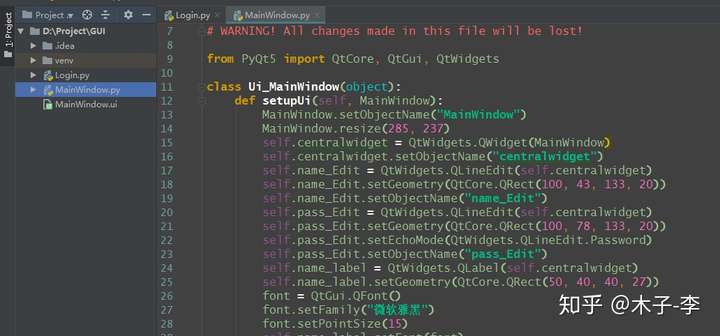 Project
Login.py
MainWindow.py
1: Project
D:\Project\GUI
.idea
venv
Login.py
MainWindow.py
MainWindow.ui
7 # WARNING! All changes made in this file will be lost!
8
9 from PyQt5 import QtCore, QtGui, QtWidgets
10
11 class Ui_MainWindow(object):
12 def setupUi(self, MainWindow):
13 MainWindow.setObjectName("MainWindow")
14 MainWindow.resize(285, 237)
15 self.centralwidget = QtWidgets.QWidget(MainWindow)
16 self.centralwidget.setObjectName("centralwidget")
17 self.name_Edit = QtWidgets.QLineEdit(self.centralwidget)
18 self.name_Edit.setGeometry(QtCore.QRect(100, 43, 133, 20))
19 self.name_Edit.setObjectName("name_Edit")
20 self.pass_Edit = QtWidgets.QLineEdit(self.centralwidget)
21 self.pass_Edit.setGeometry(QtCore.QRect(100, 78, 133, 20))
22 self.pass_Edit.setEchoMode(QtWidgets.QLineEdit.Password)
23 self.pass_Edit.setObjectName("pass_Edit")
24 self.name_label = QtWidgets.QLabel(self.centralwidget)
25 self.name_label.setGeometry(QtCore.QRect(50, 40, 40, 27))
26 font = QtGui.QFont()
27 font.setFamily("微软雅黑")
28 font.setPointSize(15)
self.name_label.setFont(font)
知乎 @木子-李